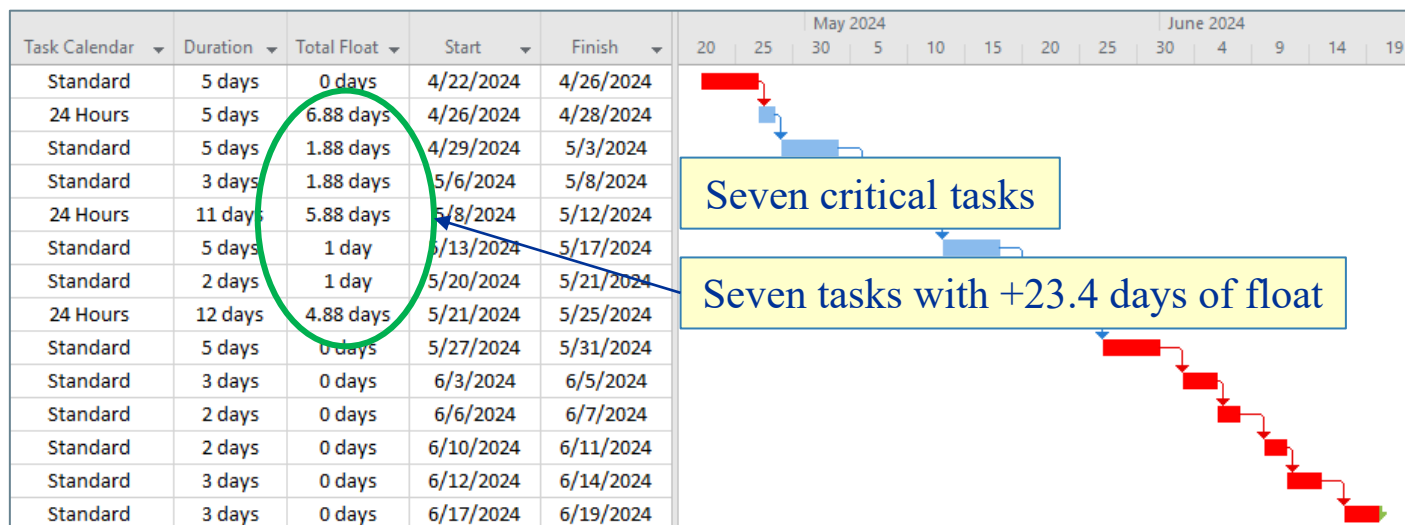 May 2024 June 2024
Task Calendar Duration Total Float Start Finish 20 25 30 5 10 15 20 25 30 4 9 14 19
Standard 5 days 0 days 4/22/2024 4/26/2024
24 Hours 5 days 6.88 days 4/26/2024 4/28/2024
Standard 5 days 1.88 days 4/29/2024 5/3/2024
Standard 3 days 1.88 days 5/6/2024 5/8/2024
Seven critical tasks
24 Hours 11 days 5.88 days 5/8/2024 5/12/2024
Standard 5 days 1 day 5/13/2024 5/17/2024
Standard 2 days 1 day 5/20/2024 5/21/2024
Seven tasks with +23.4 days of float
24 Hours 12 days 4.88 days 5/21/2024 5/25/2024
Standard 5 days 0 days 5/27/2024 5/31/2024
Standard 3 days 0 days 6/3/2024 6/5/2024
Standard 2 days 0 days 6/6/2024 6/7/2024
Standard 2 days 0 days 6/10/2024 6/11/2024
Standard 3 days 0 days 6/12/2024 6/14/2024
Standard 3 days 0 days 6/17/2024 6/19/2024